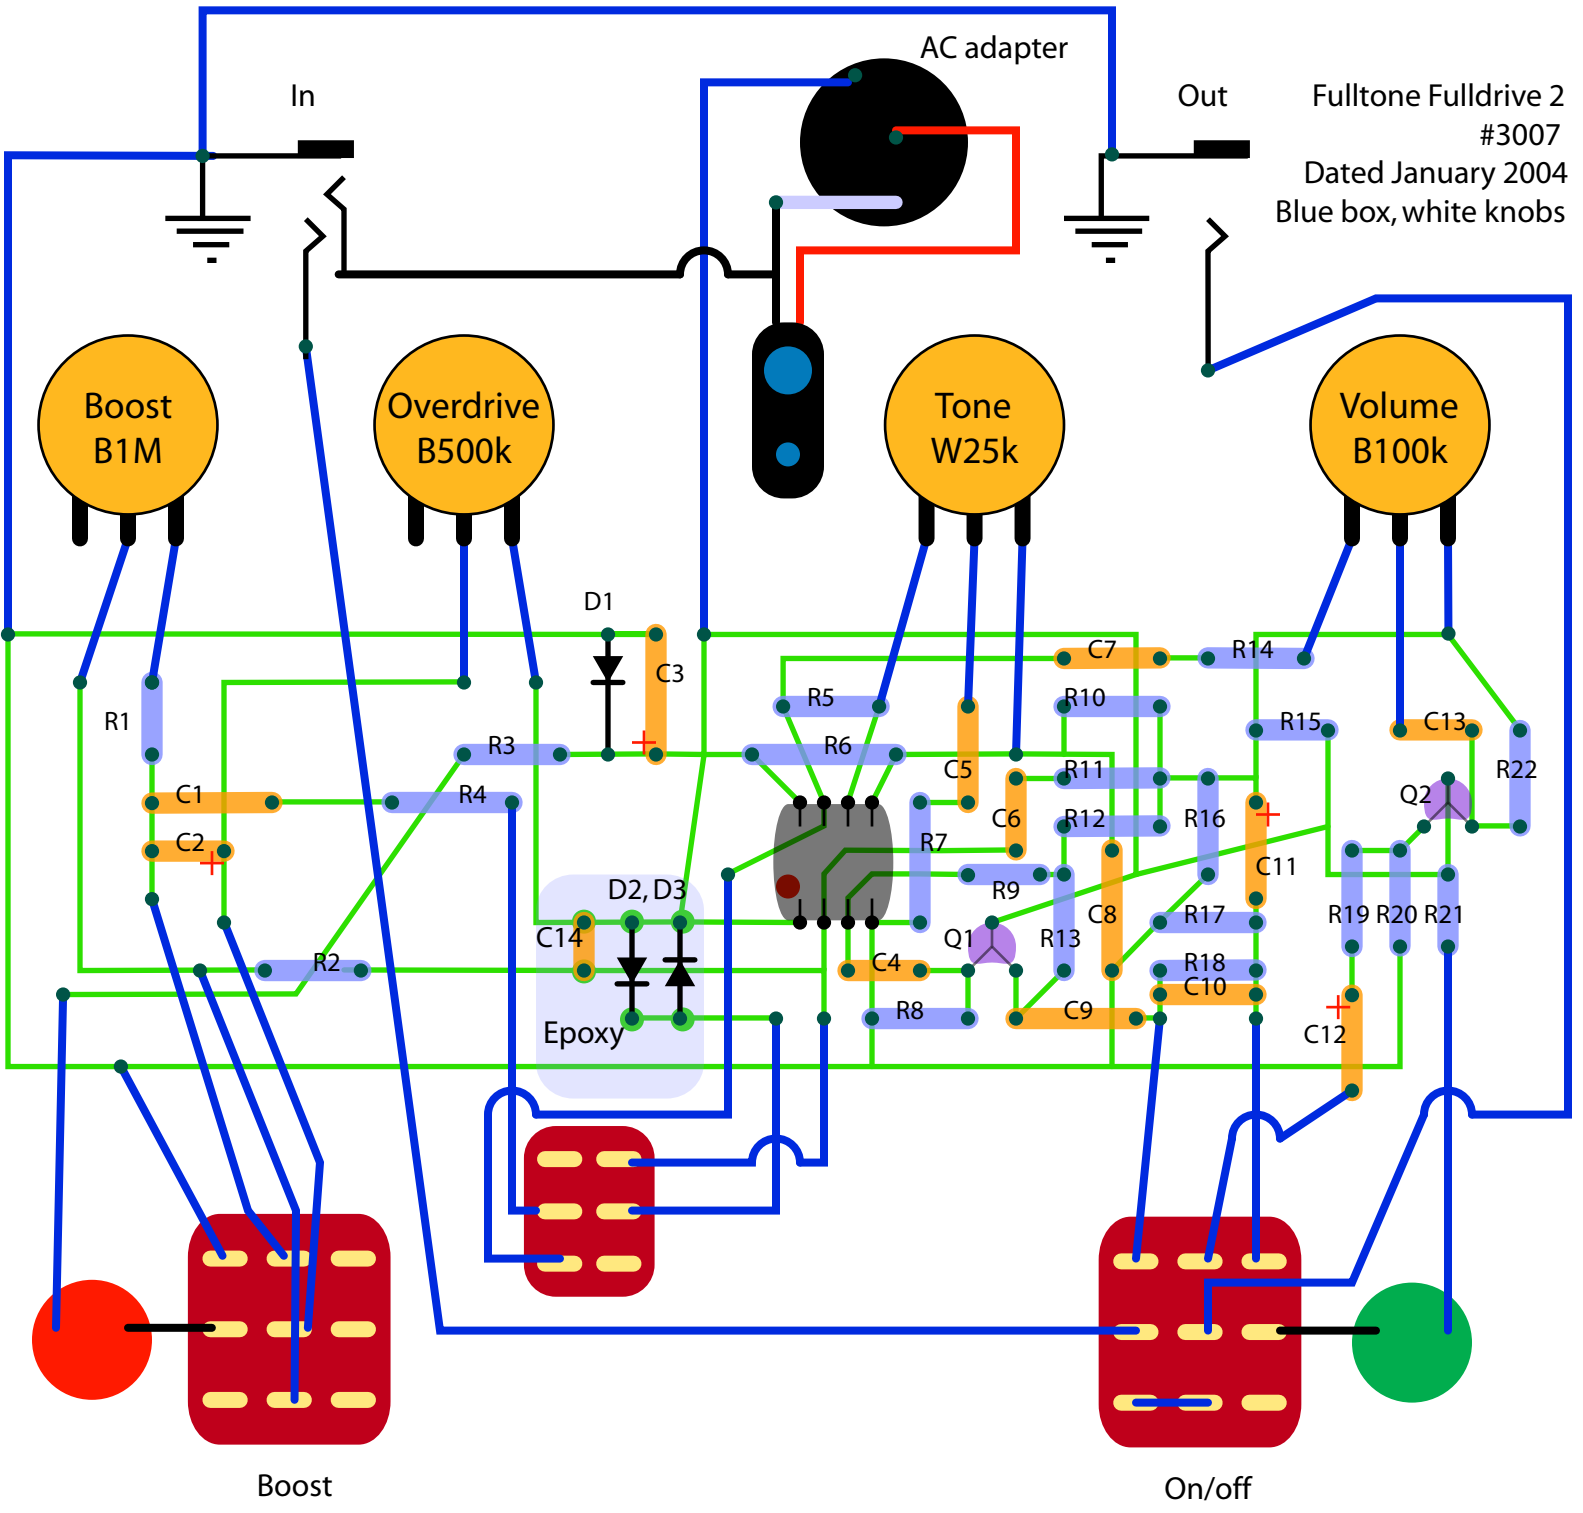 AC adapter
In
Out
Fulltone Fulldrive 2
#3007
Dated January 2004
Blue box, white knobs
Boost
B1M
Overdrive
B500k
Tone
W25k
Volume
B100k
D1
C3
C7
R14
R1
R5
R10
R15
C13
R3
R6
C5
R11
R22
C1
R4
C6
R12
R16
Q2
C2
R7
C11
R9
D2, D3
C8
R17
R19
R20
R21
C14
Q1
R13
R2
C4
R18
C10
Epoxy
R8
C9
C12
Boost
On/off